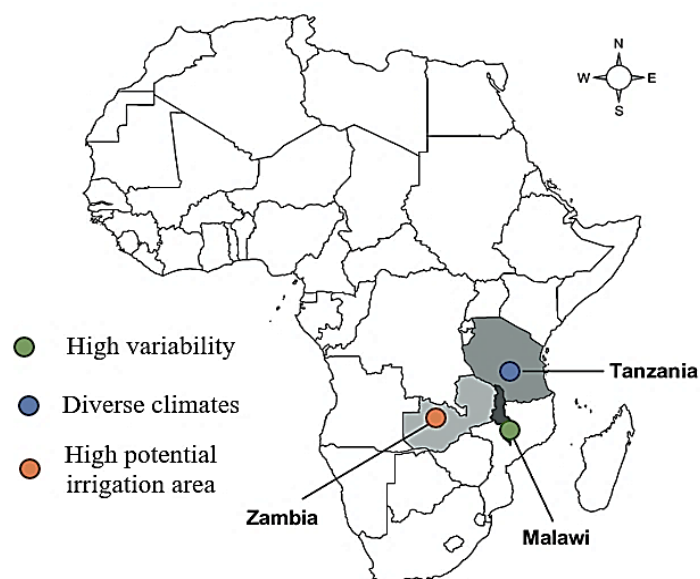 N
W E
S
High variability
Tanzania
Diverse climates
High potential
irrigation area
Zambia
Malawi